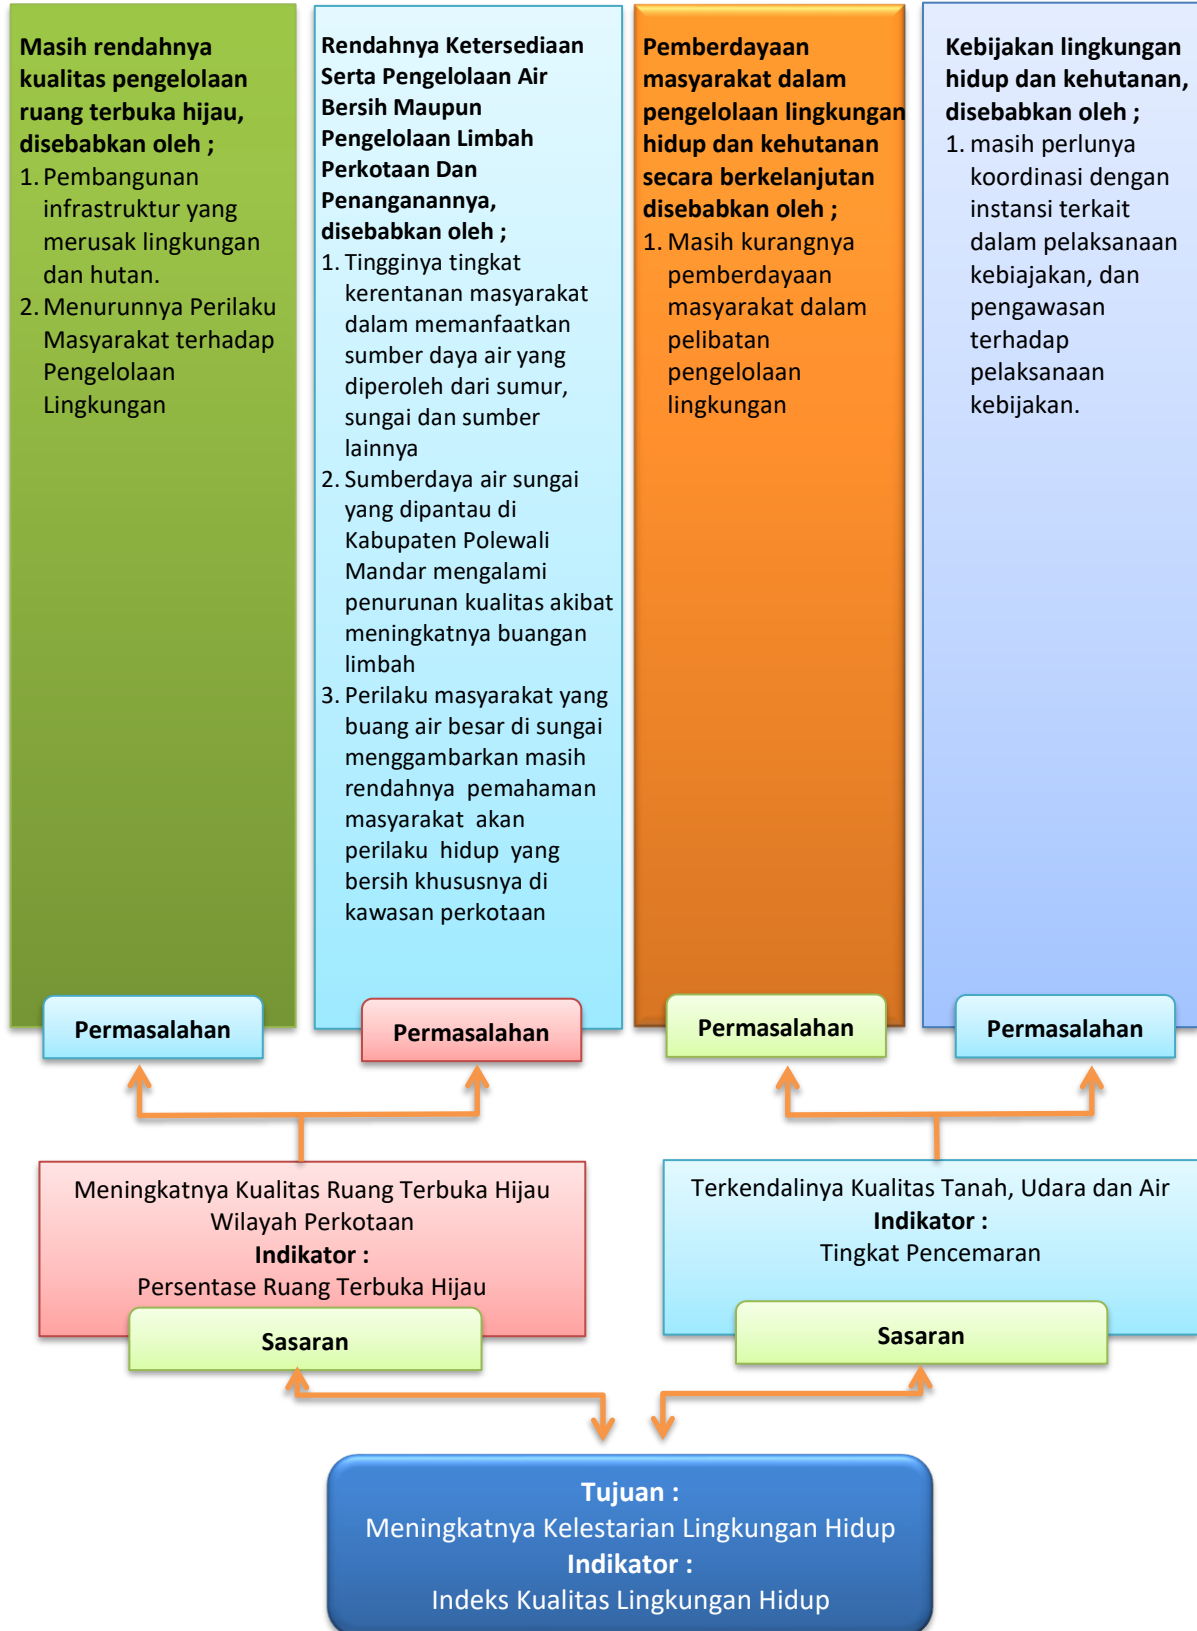 Masih rendahnya
kualitas pengelolaan
ruang terbuka hijau,
disebabkan oleh ;
1. Pembangunan
infrastruktur yang
merusak lingkungan
dan hutan.
2. Menurunnya Perilaku
Masyarakat terhadap
Pengelolaan
Lingkungan
Permasalahan
Rendahnya Ketersediaan
Serta Pengelolaan Air
Bersih Maupun
Pengelolaan Limbah
Perkotaan Dan
Penanganannya,
disebabkan oleh ;
1. Tingginya tingkat
kerentanan masyarakat
dalam memanfaatkan
sumber daya air yang
diperoleh dari sumur,
sungai dan sumber
lainnya
2. Sumberdaya air sungai
yang dipantau di
Kabupaten Polewali
Mandar mengalami
penurunan kualitas akibat
meningkatnya buangan
limbah
3. Perilaku masyarakat yang
buang air besar di sungai
menggambarkan masih
rendahnya pemahaman
masyarakat akan
perilaku hidup yang
bersih khususnya di
kawasan perkotaan
Permasalahan
Pemberdayaan
masyarakat dalam
pengelolaan lingkungan
hidup dan kehutanan
secara berkelanjutan
disebabkan oleh ;
1. Masih kurangnya
pemberdayaan
masyarakat dalam
pelibatan
pengelolaan
lingkungan
Permasalahan
Kebijakan lingkungan
hidup dan kehutanan,
disebabkan oleh ;
1. masih perlunya
koordinasi dengan
instansi terkait
dalam pelaksanaan
kebiajakan, dan
pengawasan
terhadap
pelaksanaan
kebijakan.
Permasalahan
Meningkatnya Kualitas Ruang Terbuka Hijau
Wilayah Perkotaan
Indikator :
Persentase Ruang Terbuka Hijau
Sasaran
Terkendalinya Kualitas Tanah, Udara dan Air
Indikator :
Tingkat Pencemaran
Sasaran
Tujuan :
Meningkatnya Kelestarian Lingkungan Hidup
Indikator :
Indeks Kualitas Lingkungan Hidup